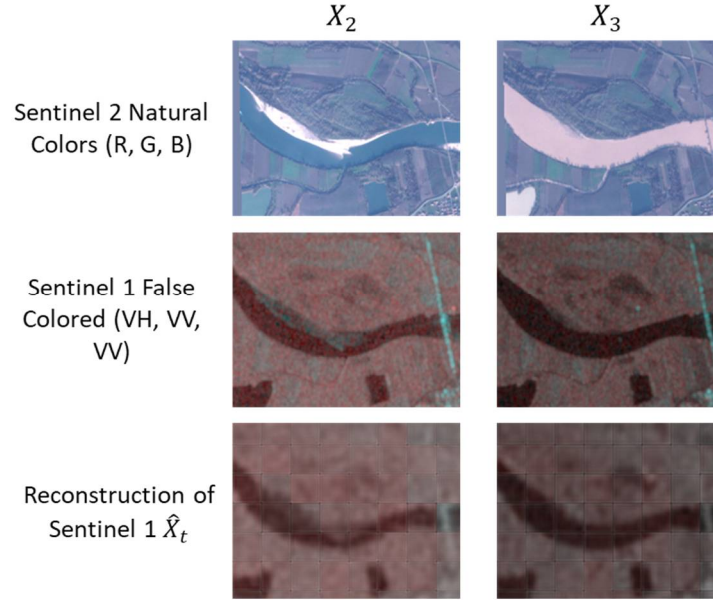 X₂ X₃
Sentinel 2 Natural
Colors (R, G, B)
Sentinel 1 False
Colored (VH, VV,
VV)
Reconstruction of
Sentinel 1 X̂ₜ